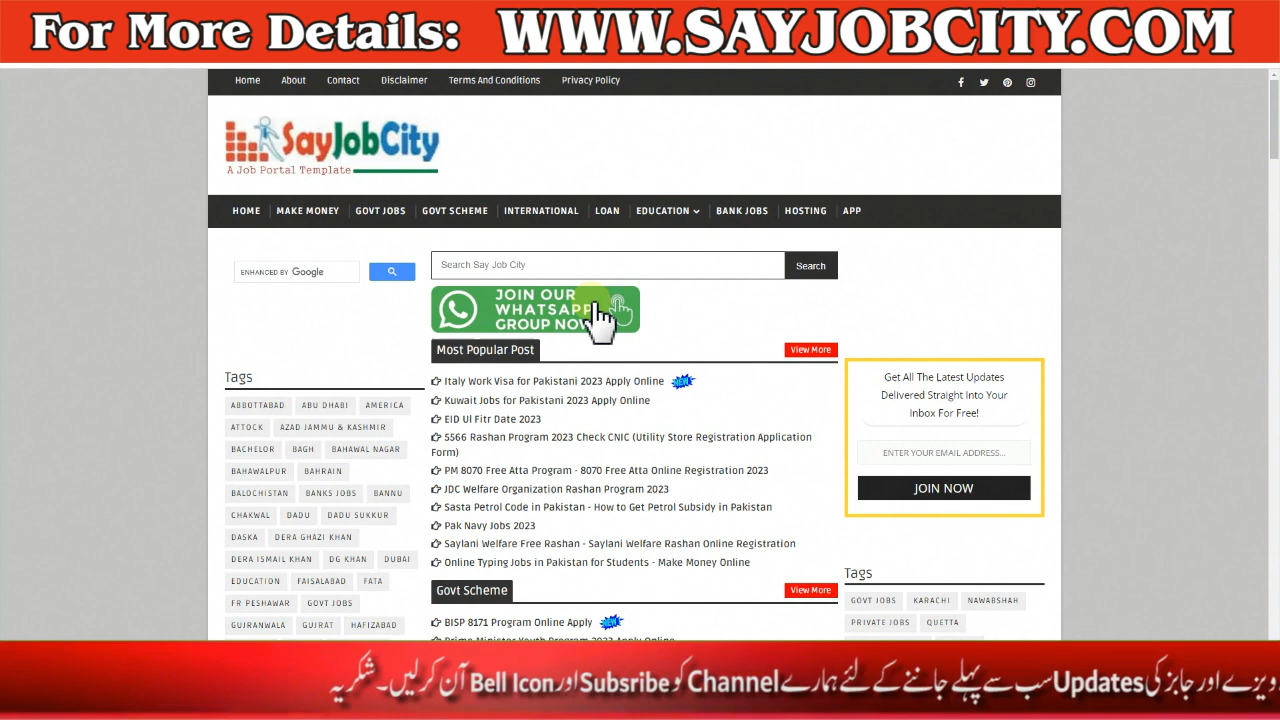 For More Details: WWW.SAYJOBCITY.COM
Home About Contact Disclaimer Terms And Conditions Privacy Policy
SayJobCity
A Job Portal Template
HOME MAKE MONEY GOVT JOBS GOVT SCHEME INTERNATIONAL LOAN EDUCATION BANK JOBS HOSTING APP
ENHANCED BY Google
Search Say Job City Search
JOIN OUR
WHATSAPP
GROUP NOW
Most Popular Post View More
Italy Work Visa for Pakistani 2023 Apply Online NEW
Kuwait Jobs for Pakistani 2023 Apply Online
EID Ul Fitr Date 2023
5566 Rashan Program 2023 Check CNIC (Utility Store Registration Application
Form)
PM 8070 Free Atta Program - 8070 Free Atta Online Registration 2023
JDC Welfare Organization Rashan Program 2023
Sasta Petrol Code in Pakistan - How to Get Petrol Subsidy in Pakistan
Pak Navy Jobs 2023
Saylani Welfare Free Rashan - Saylani Welfare Rashan Online Registration
Online Typing Jobs in Pakistan for Students - Make Money Online
Govt Scheme View More
BISP 8171 Program Online Apply NEW
Prime Minister Youth Program 2023 Apply Online
Tags
ABBOTTABAD ABU DHABI AMERICA
ATTOCK AZAD JAMMU & KASHMIR
BACHELOR BAGH BAHAWAL NAGAR
BAHAWALPUR BAHRAIN
BALOCHISTAN BANKS JOBS BANNU
CHAKWAL DADU DADU SUKKUR
DASKA DERA GHAZI KHAN
DERA ISMAIL KHAN DG KHAN DUBAI
EDUCATION FAISALABAD FATA
FR PESHAWAR GOVT JOBS
GUJRANWALA GUJRAT HAFIZABAD
Get All The Latest Updates
Delivered Straight Into Your
Inbox For Free!
ENTER YOUR EMAIL ADDRESS...
JOIN NOW
Tags
GOVT JOBS KARACHI NAWABSHAH
PRIVATE JOBS QUETTA
ویزے اور جابز کی Updates سب سے پہلے جاننے کے لئے ہمارے Channel کو Subsribe اور Bell Icon آن کرلیں۔ شکریہ